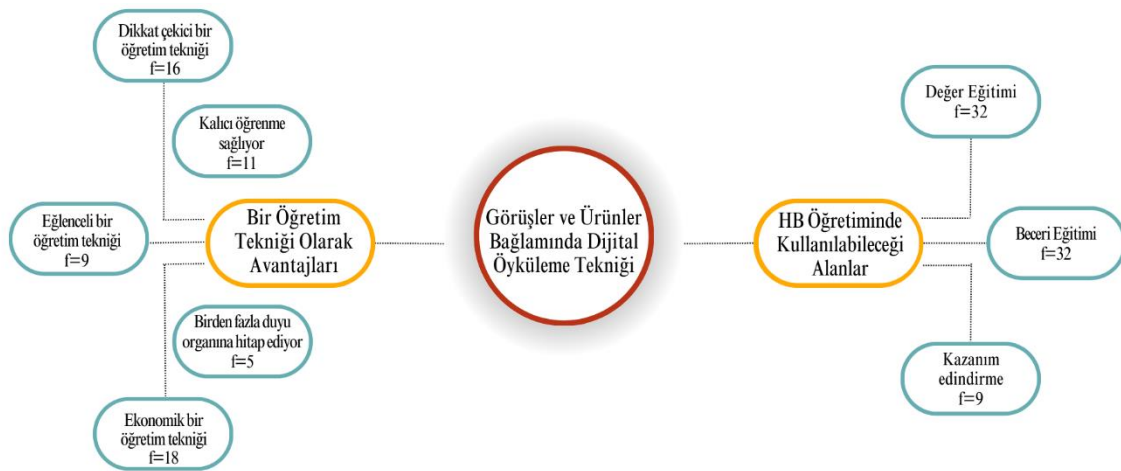 Dikkat çekici bir
öğretim tekniği
f=16
Kalıcı öğrenme
sağlıyor
f=11
Eğlenceli bir
öğretim tekniği
f=9
Bir Öğretim
Tekniği Olarak
Avantajları
Birden fazla duyu
organına hitap ediyor
f=5
Ekonomik bir
öğretim tekniği
f=18
Görüşler ve Ürünler
Bağlamında Dijital
Öyküleme Tekniği
Değer Eğitimi
f=32
HB Öğretiminde
Kullanılabileceği
Alanlar
Beceri Eğitimi
f=32
Kazanım
edindirme
f=9